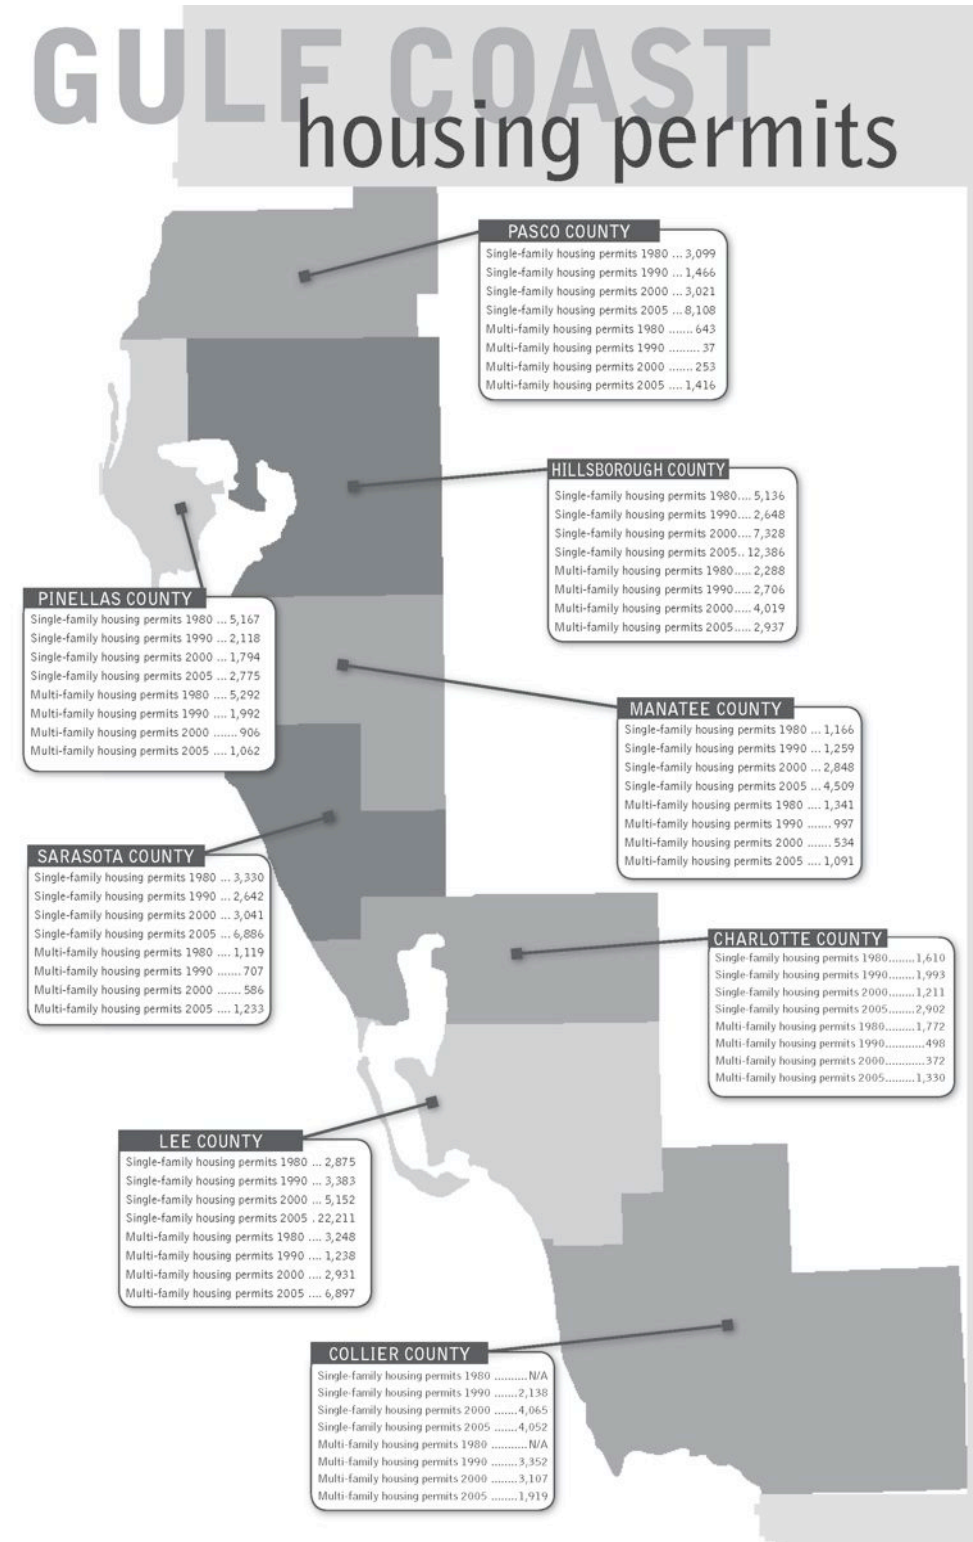 GULF COAST
housing permits
PASCO COUNTY
Single-family housing permits 1980 ... 3,099
Single-family housing permits 1990 ... 1,466
Single-family housing permits 2000 ... 3,021
Single-family housing permits 2005 ... 8,108
Multi-family housing permits 1980 ....... 643
Multi-family housing permits 1990 ......... 37
Multi-family housing permits 2000 ....... 253
Multi-family housing permits 2005 .... 1,416
HILLSBOROUGH COUNTY
Single-family housing permits 1980.... 5,136
Single-family housing permits 1990.... 2,648
Single-family housing permits 2000.... 7,328
Single-family housing permits 2005.. 12,386
Multi-family housing permits 1980..... 2,288
Multi-family housing permits 1990..... 2,706
Multi-family housing permits 2000..... 4,019
Multi-family housing permits 2005..... 2,937
PINELLAS COUNTY
Single-family housing permits 1980 ... 5,167
Single-family housing permits 1990 ... 2,118
Single-family housing permits 2000 ... 1,794
Single-family housing permits 2005 ... 2,775
Multi-family housing permits 1980 .... 5,292
Multi-family housing permits 1990 .... 1,992
Multi-family housing permits 2000 ....... 906
Multi-family housing permits 2005 .... 1,062
MANATEE COUNTY
Single-family housing permits 1980 ... 1,166
Single-family housing permits 1990 ... 1,259
Single-family housing permits 2000 ... 2,848
Single-family housing permits 2005 ... 4,509
Multi-family housing permits 1980 .... 1,341
Multi-family housing permits 1990 ....... 997
Multi-family housing permits 2000 ....... 534
Multi-family housing permits 2005 .... 1,091
SARASOTA COUNTY
Single-family housing permits 1980 ... 3,330
Single-family housing permits 1990 ... 2,642
Single-family housing permits 2000 ... 3,041
Single-family housing permits 2005 ... 6,886
Multi-family housing permits 1980 .... 1,119
Multi-family housing permits 1990 ....... 707
Multi-family housing permits 2000 ....... 586
Multi-family housing permits 2005 .... 1,233
CHARLOTTE COUNTY
Single-family housing permits 1980........1,610
Single-family housing permits 1990........1,993
Single-family housing permits 2000........1,211
Single-family housing permits 2005........2,902
Multi-family housing permits 1980.........1,772
Multi-family housing permits 1990............498
Multi-family housing permits 2000............372
Multi-family housing permits 2005.........1,330
LEE COUNTY
Single-family housing permits 1980 ... 2,875
Single-family housing permits 1990 ... 3,383
Single-family housing permits 2000 ... 5,152
Single-family housing permits 2005 . 22,211
Multi-family housing permits 1980 .... 3,248
Multi-family housing permits 1990 .... 1,238
Multi-family housing permits 2000 .... 2,931
Multi-family housing permits 2005 .... 6,897
COLLIER COUNTY
Single-family housing permits 1980 ..........N/A
Single-family housing permits 1990 .......2,138
Single-family housing permits 2000 .......4,065
Single-family housing permits 2005 .......4,052
Multi-family housing permits 1980 ...........N/A
Multi-family housing permits 1990 ........3,352
Multi-family housing permits 2000 ........3,107
Multi-family housing permits 2005 ........1,919